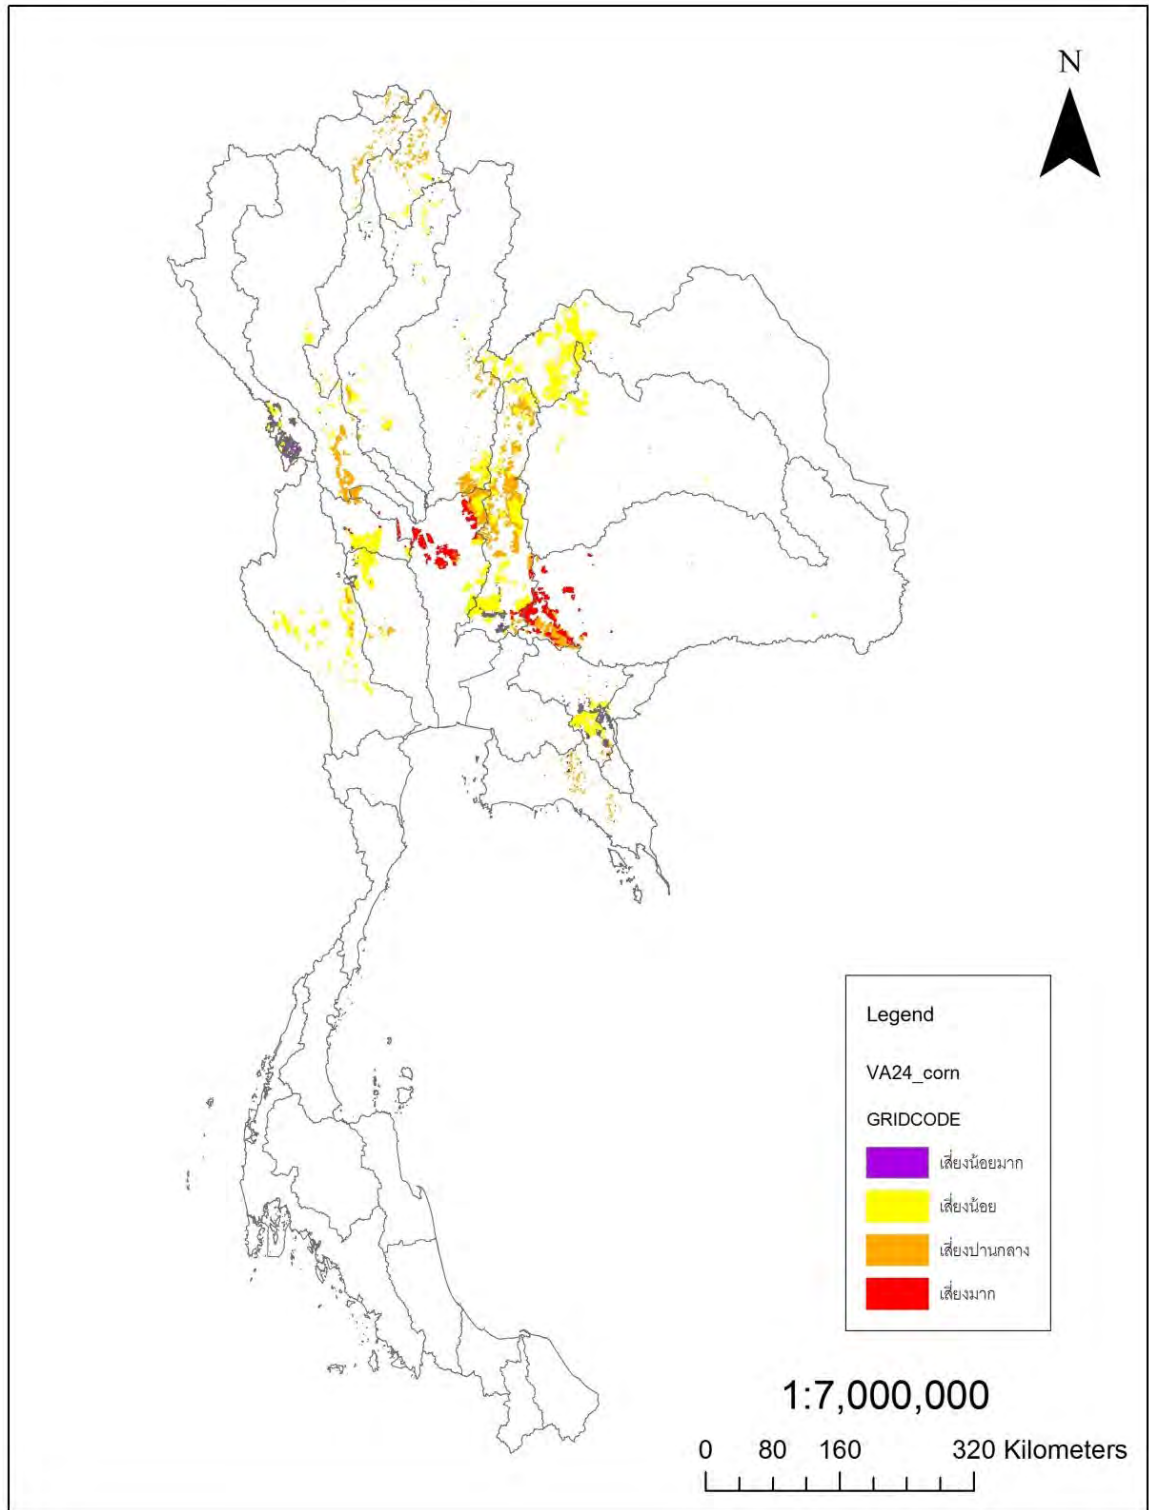 N
Legend
VA24_corn
GRIDCODE
เสี่ยงน้อยมาก
เสี่ยงน้อย
เสี่ยงปานกลาง
เสี่ยงมาก
1:7,000,000
0 80 160 320 Kilometers